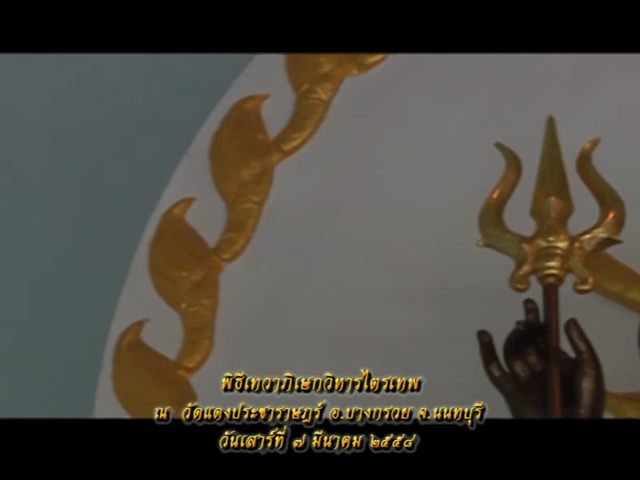 พิธีเทวาภิเษกวิหารไตรเทพ
ณ วัดแดงประชาราษฎร์ อ.บางกรวย จ.นนทบุรี
วันเสาร์ที่ ๗ มีนาคม ๒๕๕๘